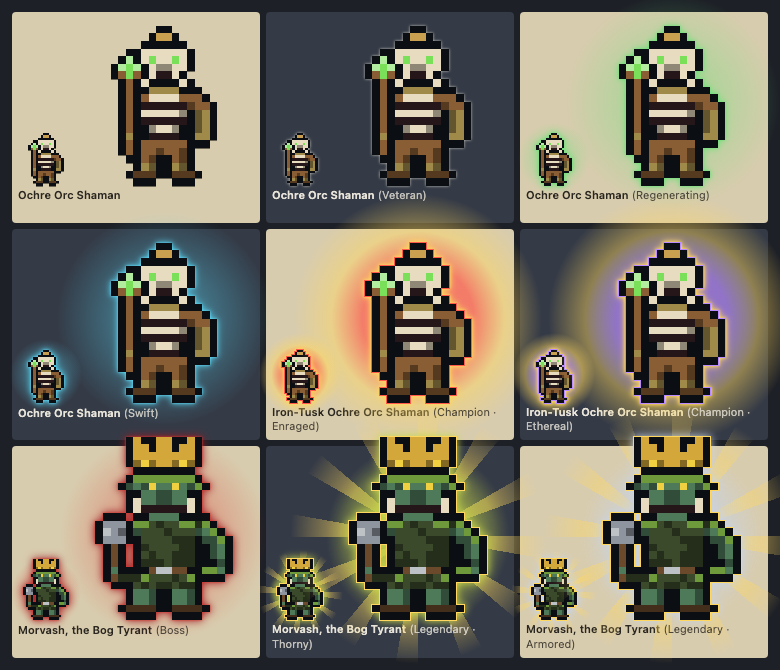 Ochre Orc Shaman
Ochre Orc Shaman (Veteran)
Ochre Orc Shaman (Regenerating)
Ochre Orc Shaman (Swift)
Iron-Tusk Ochre Orc Shaman (Champion ·
Enraged)
Iron-Tusk Ochre Orc Shaman (Champion ·
Ethereal)
Morvash, the Bog Tyrant (Boss)
Morvash, the Bog Tyrant (Legendary ·
Thorny)
Morvash, the Bog Tyrant (Legendary ·
Armored)